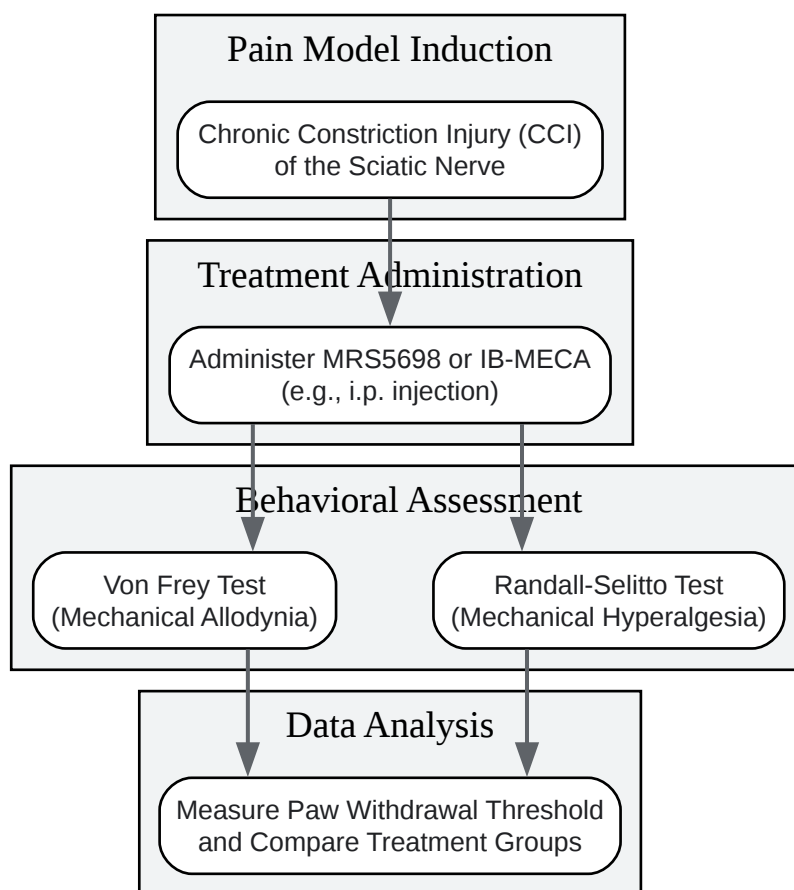 Pain Model Induction
Chronic Constriction Injury (CCI)
of the Sciatic Nerve
Treatment Administration
Administer MRS5698 or IB-MECA
(e.g., i.p. injection)
Behavioral Assessment
Von Frey Test
(Mechanical Allodynia)
Randall-Selitto Test
(Mechanical Hyperalgesia)
Data Analysis
Measure Paw Withdrawal Threshold
and Compare Treatment Groups